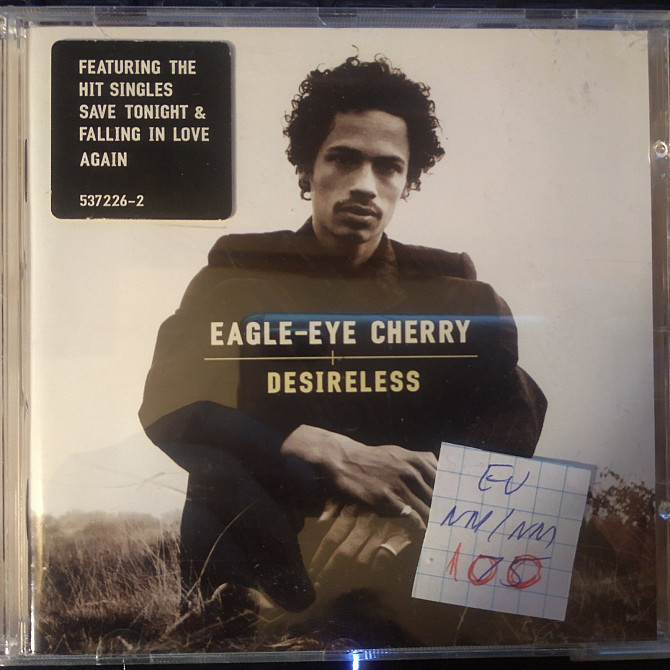 FEATURING THE
HIT SINGLES
SAVE TONIGHT &
FALLING IN LOVE
AGAIN
537226-2
EAGLE-EYE CHERRY
DESIRELESS
EU
NM/NM
100